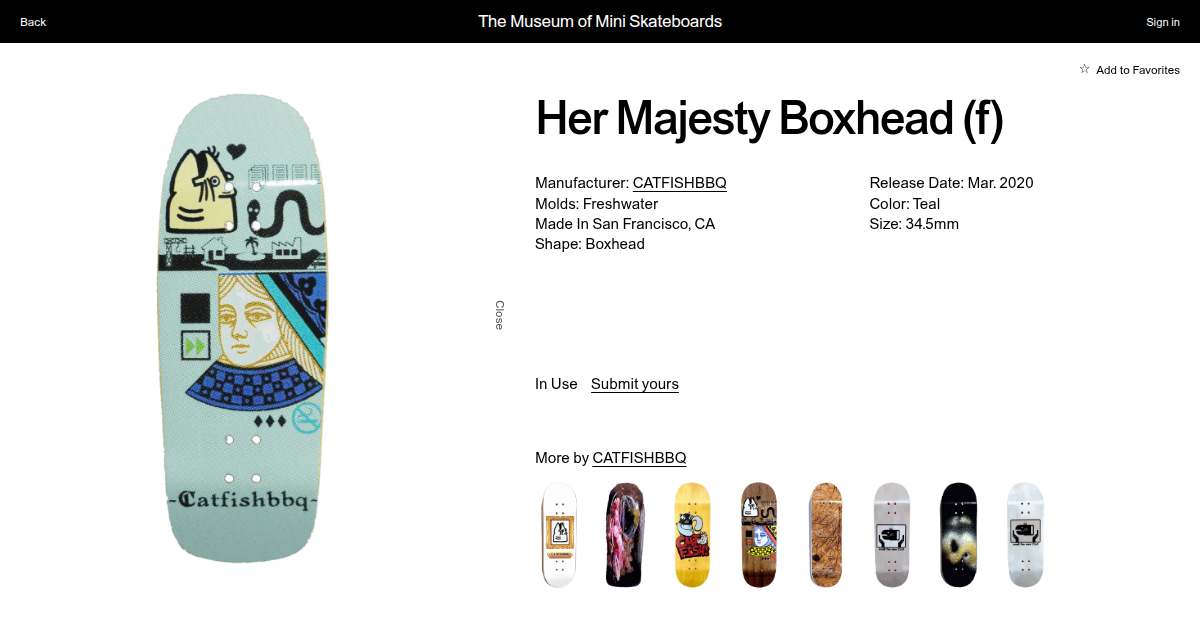 Back
The Museum of Mini Skateboards
Sign in
☆ Add to Favorites
Her Majesty Boxhead (f)
Manufacturer: CATFISHBBQ
Molds: Freshwater
Made In San Francisco, CA
Shape: Boxhead
Release Date: Mar. 2020
Color: Teal
Size: 34.5mm
Close
In Use Submit yours
More by CATFISHBBQ
-Catfishbbq-